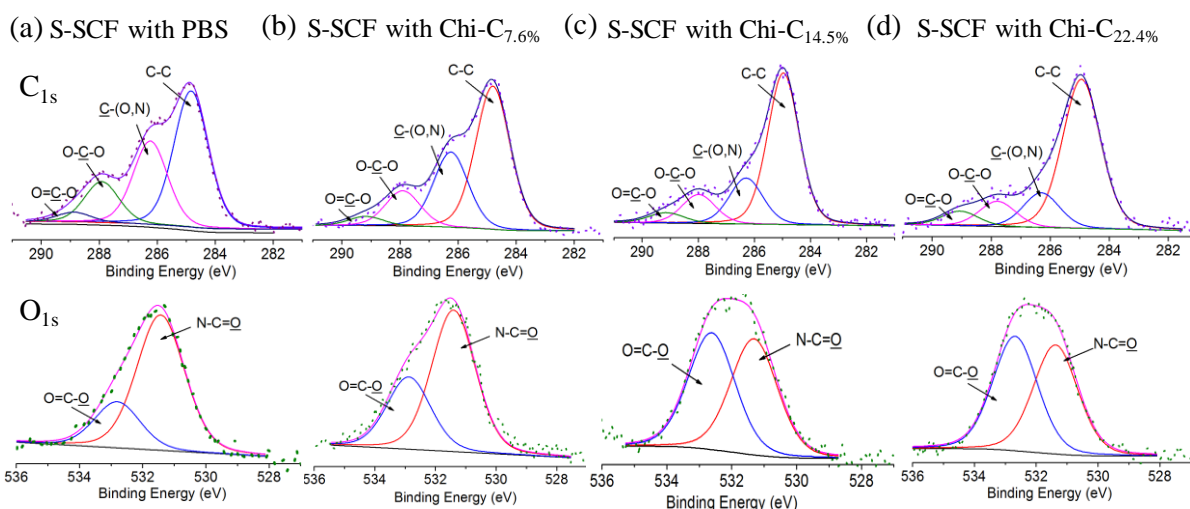 (a) S-SCF with PBS
(b) S-SCF with Chi-C7.6%
(c) S-SCF with Chi-C14.5%
(d) S-SCF with Chi-C22.4%
C1s
C-C
C-(O,N)
O-C-O
O=C-O
290 288 286 284 282
Binding Energy (eV)
C-C
C-(O,N)
O-C-O
O=C-O
290 288 286 284 282
Binding Energy (eV)
C-C
C-(O,N)
O-C-O
O=C-O
290 288 286 284 282
Binding Energy (eV)
C-C
C-(O,N)
O-C-O
O=C-O
290 288 286 284 282
Binding Energy (eV)
O1s
N-C=O
O=C-O
536 534 532 530 528
Binding Energy (eV)
N-C=O
O=C-O
536 534 532 530 528
Binding Energy (eV)
N-C=O
O=C-O
536 535 534 533 532 531 530 529 528
Binding Energy (eV)
N-C=O
O=C-O
536 534 532 530 528
Binding Energy (eV)